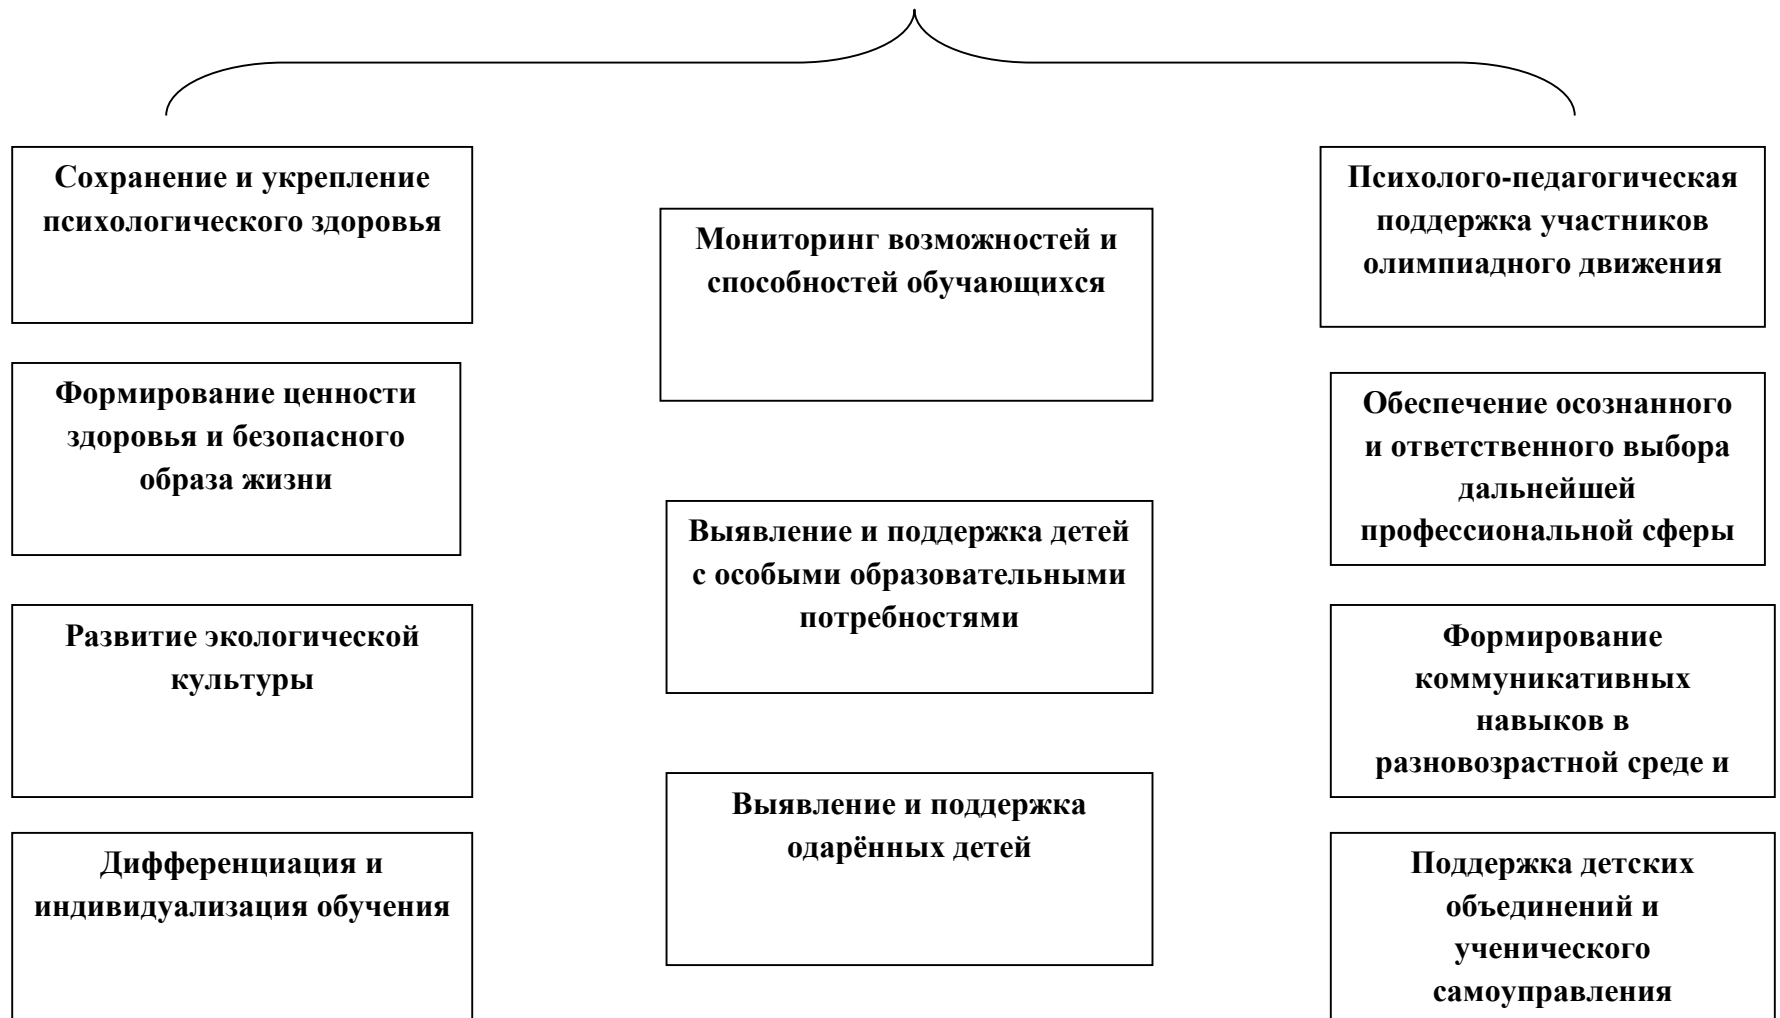 Сохранение и укрепление
психологического здоровья
Формирование ценности
здоровья и безопасного
образа жизни
Развитие экологической
культуры
Дифференциация и
индивидуализация обучения
Мониторинг возможностей и
способностей обучающихся
Выявление и поддержка детей
с особыми образовательными
потребностями
Выявление и поддержка
одарённых детей
Психолого-педагогическая
поддержка участников
олимпиадного движения
Обеспечение осознанного
и ответственного выбора
дальнейшей
профессиональной сферы
Формирование
коммуникативных
навыков в
разновозрастной среде и
Поддержка детских
объединений и
ученического
самоуправления